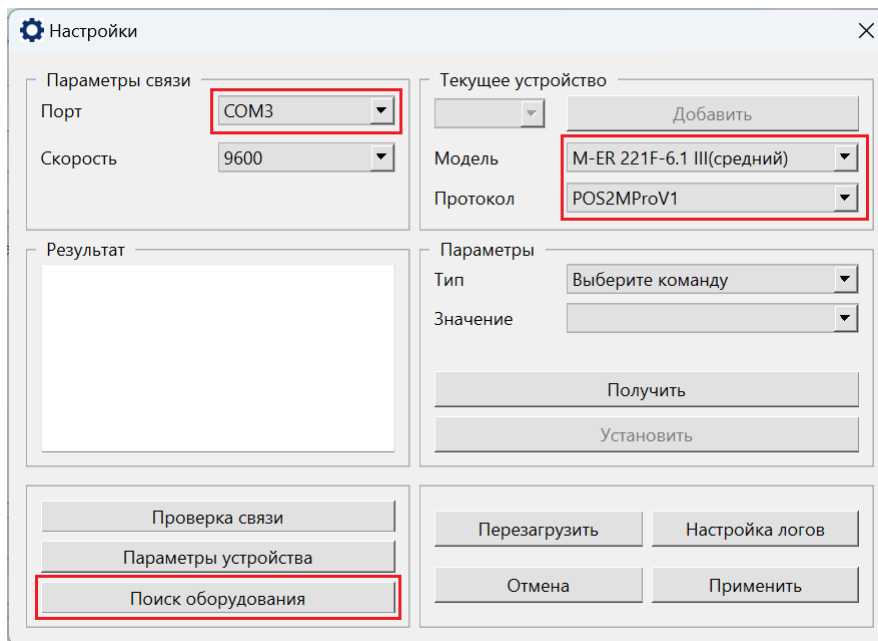 Настройки
Параметры связи
Порт
COM3
Скорость
9600
Текущее устройство
Добавить
Модель
M-ER 221F-6.1 III(средний)
Протокол
POS2MProV1
Результат
Параметры
Тип
Выберите команду
Значение
Получить
Установить
Проверка связи
Параметры устройства
Поиск оборудования
Перезагрузить
Настройка логов
Отмена
Применить